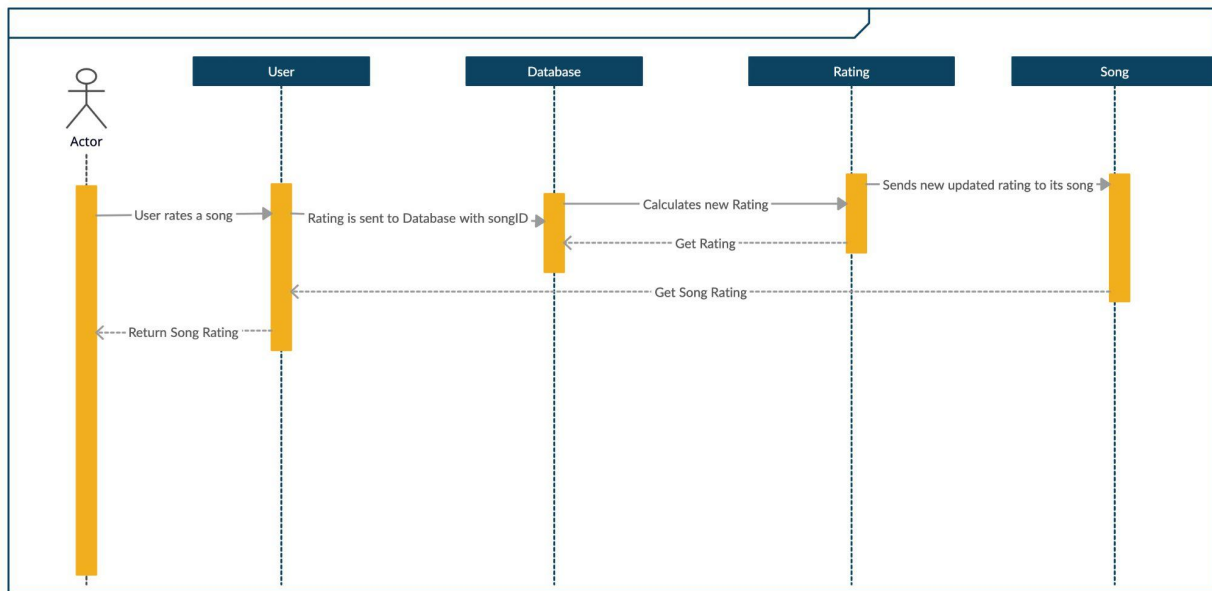 User
Database
Rating
Song
Actor
Sends new updated rating to its song
User rates a song
Rating is sent to Database with songID
Calculates new Rating
Get Rating
Get Song Rating
Return Song Rating